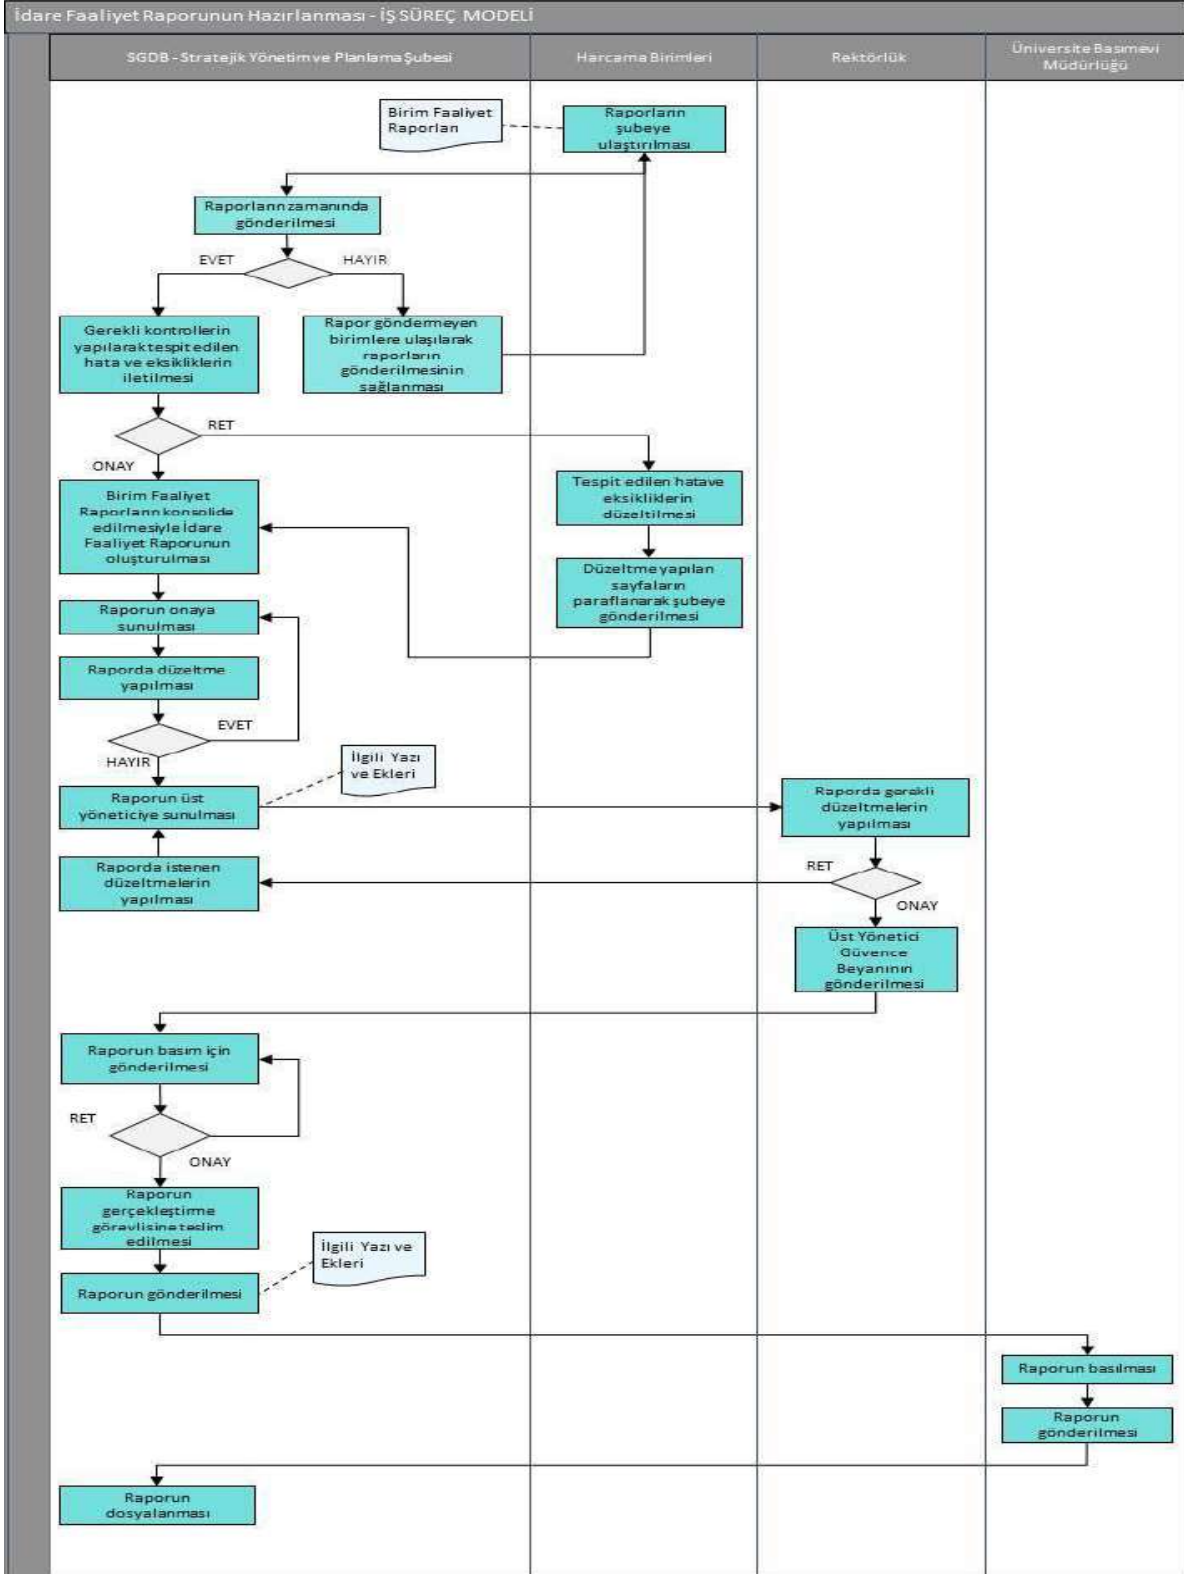 İdare Faaliyet Raporunun Hazırlanması - İŞ SÜREÇ MODELİ
SGDB - Stratejik Yönetim ve Planlama Şubesi
Harcama Birimleri
Rektörlük
Üniversite Basımevi
Müdürlüğü
Birim Faaliyet
Raporları
Raporların
şubeye
ulaştırılması
Raporların zamanında
gönderilmesi
EVET
HAYIR
Gerekli kontrollerin
yapılarak tespit edilen
hata ve eksikliklerin
iletilmesi
Rapor göndermeyen
birimlere ulaşılarak
raporların
gönderilmesinin
sağlanması
RET
ONAY
Birim Faaliyet
Raporların konsolide
edilmesiyle İdare
Faaliyet Raporunun
oluşturulması
Tespit edilen hata ve
eksikliklerin
düzeltilmesi
Düzeltme yapılan
sayfaların
paraflanarak şubeye
gönderilmesi
Raporun onaya
sunulması
Raporda düzeltme
yapılması
EVET
HAYIR
İlgili Yazı
ve Ekleri
Raporun üst
yöneticiye sunulması
Raporda gerekli
düzeltmelerin
yapılması
Raporda istenen
düzeltmelerin
yapılması
RET
ONAY
Üst Yönetici
Güvence
Beyanının
gönderilmesi
Raporun basım için
gönderilmesi
RET
ONAY
Raporun
gerçekleştirme
görevlisine teslim
edilmesi
İlgili Yazı ve
Ekleri
Raporun gönderilmesi
Raporun basılması
Raporun
gönderilmesi
Raporun
dosyalanması